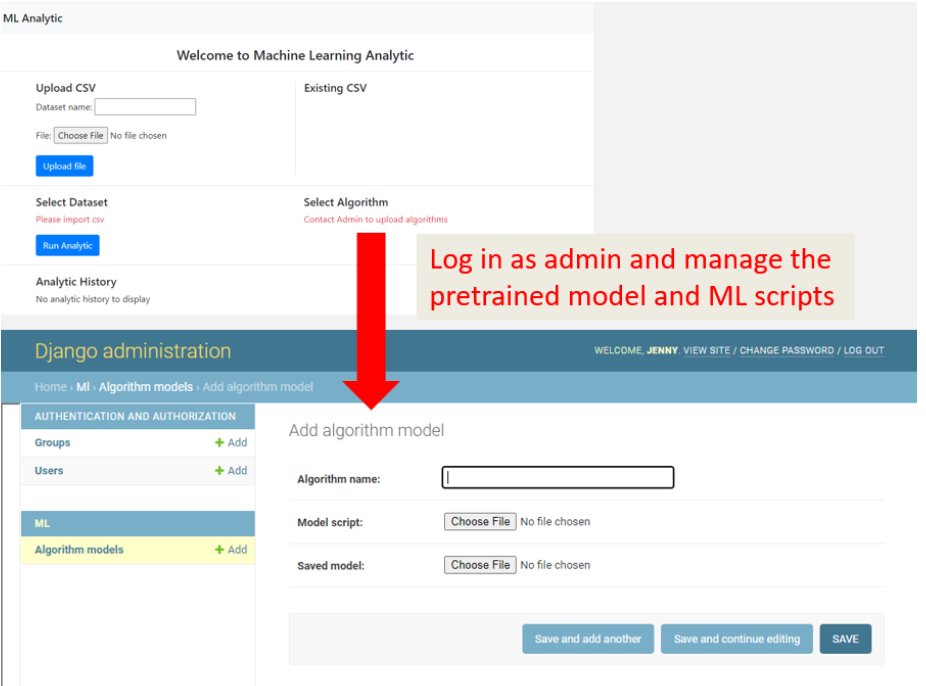 ML Analytic
Welcome to Machine Learning Analytic
Upload CSV
Existing CSV
Dataset name:
File: Choose File No file chosen
Upload file
Select Dataset
Select Algorithm
Please import csv
Contact Admin to upload algorithms
Run Analytic
Log in as admin and manage the
pretrained model and ML scripts
Analytic History
No analytic history to display
Django administration
WELCOME, JENNY. VIEW SITE / CHANGE PASSWORD / LOG OUT
Home › Ml › Algorithm models › Add algorithm model
AUTHENTICATION AND AUTHORIZATION
Groups + Add
Users + Add
ML
Algorithm models + Add
Add algorithm model
Algorithm name:
Model script: Choose File No file chosen
Saved model: Choose File No file chosen
Save and add another Save and continue editing SAVE